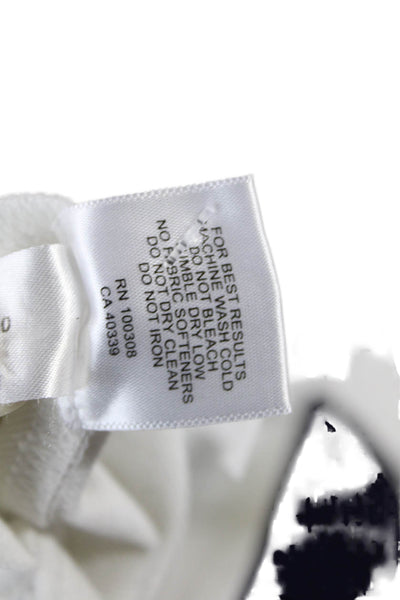 FOR BEST RESULTS
MACHINE WASH COLD
DO NOT BLEACH
TUMBLE DRY LOW
NO FABRIC SOFTENERS
DO NOT DRY CLEAN
DO NOT IRON
RN 100308
CA 40339